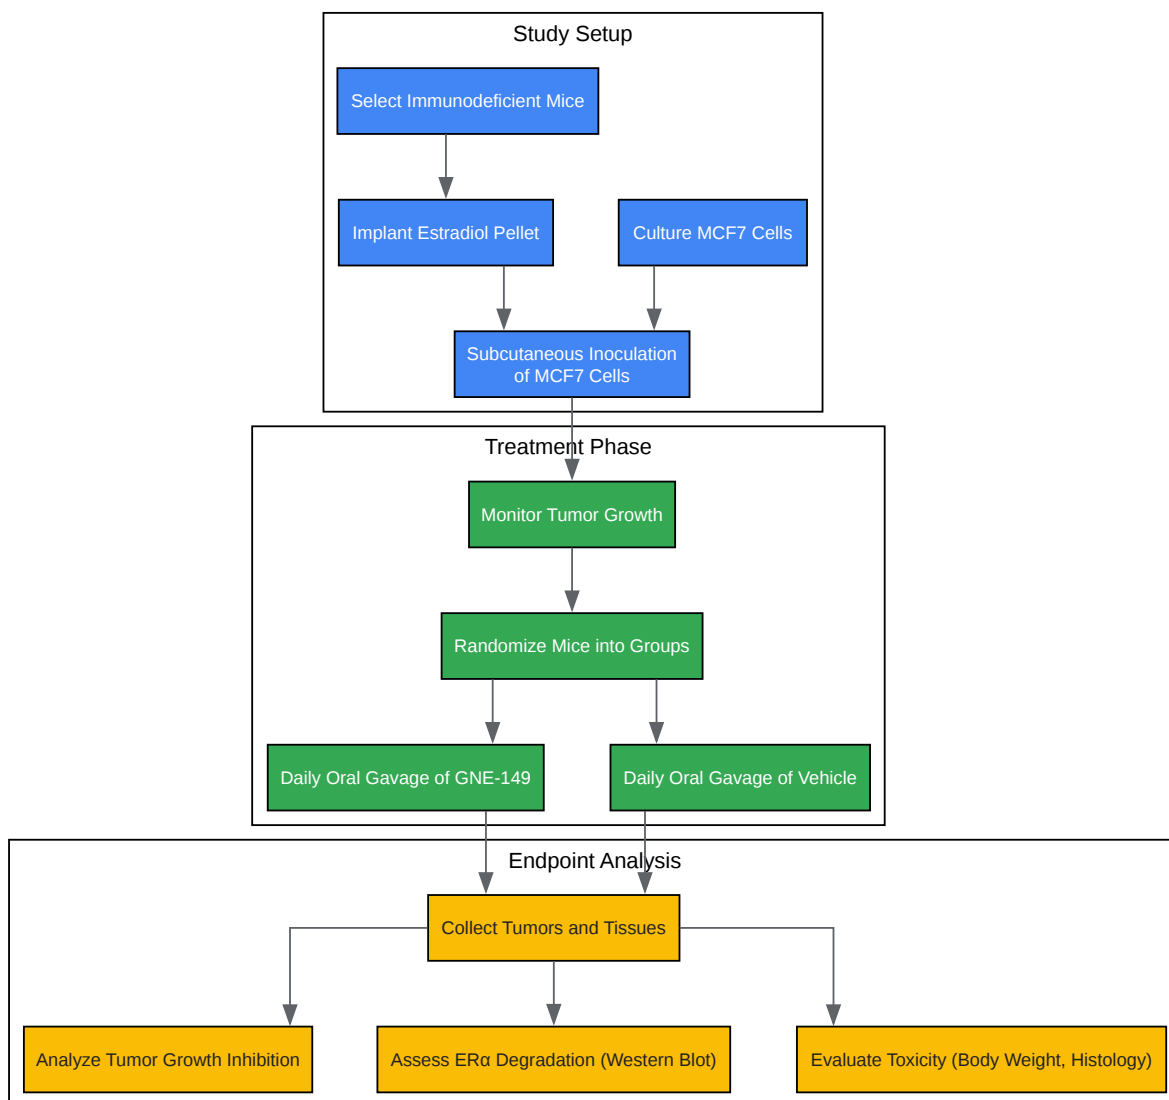 Study Setup
Select Immunodeficient Mice
Implant Estradiol Pellet
Culture MCF7 Cells
Subcutaneous Inoculation
of MCF7 Cells
Treatment Phase
Monitor Tumor Growth
Randomize Mice into Groups
Daily Oral Gavage of GNE-149
Daily Oral Gavage of Vehicle
Endpoint Analysis
Collect Tumors and Tissues
Analyze Tumor Growth Inhibition
Assess ERα Degradation (Western Blot)
Evaluate Toxicity (Body Weight, Histology)